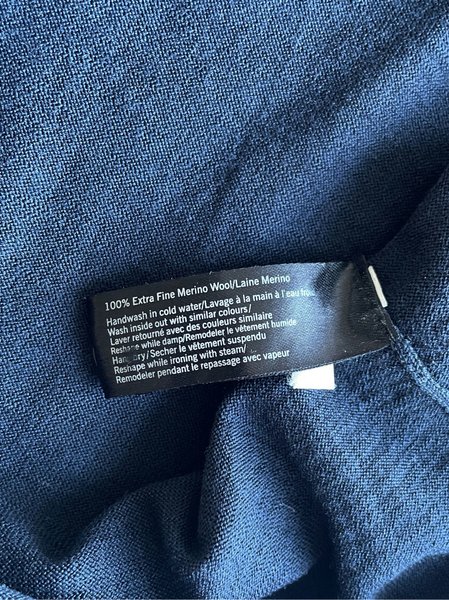 100% Extra Fine Merino Wool/Laine Merino
Handwash in cold water/Lavage à la main à l'eau
Wash inside out with similar colours/
Laver retourné avec des couleurs similaire
Reshape while damp/Remodeler le vêtement humide
dry/Secher le vêtement suspendu
Reshape while ironing with steam/
Remodeler pendant le repassage avec vapeur